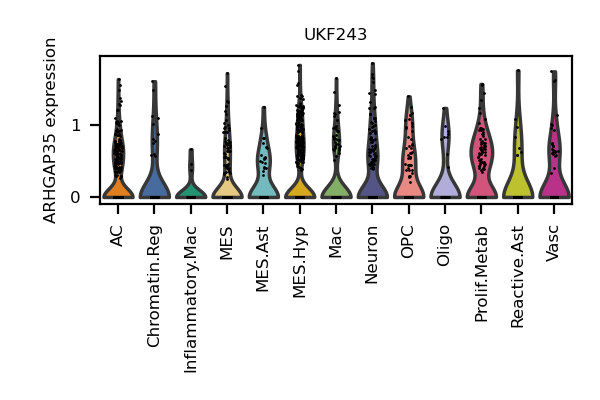 UKF243
ARHGAP35 expression
1
0
AC
Chromatin.Reg
Inflammatory.Mac
MES
MES.Ast
MES.Hyp
Mac
Neuron
OPC
Oligo
Prolif.Metab
Reactive.Ast
Vasc